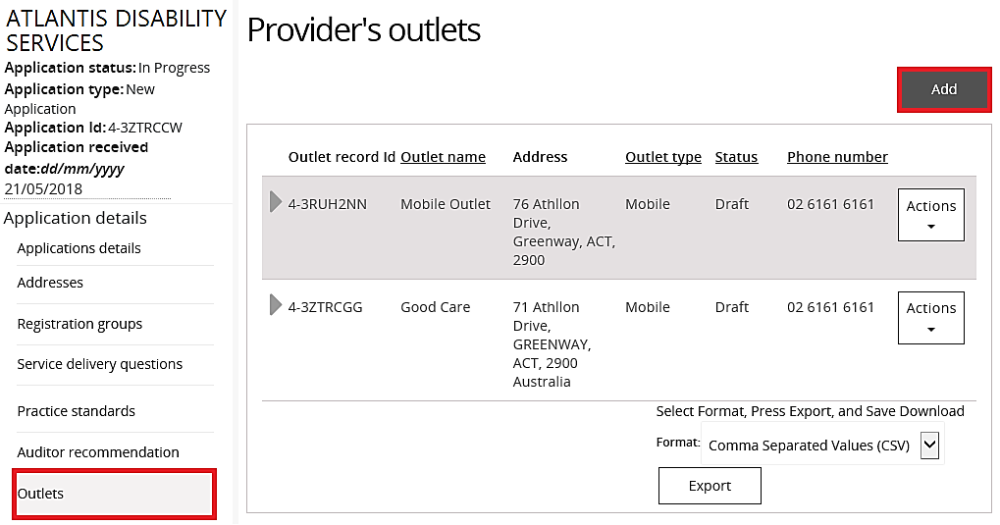 ATLANTIS DISABILITY
SERVICES
Application status: In Progress
Application type: New
Application
Application Id: 4-3ZTRCCW
Application received
date:dd/mm/yyyy
21/05/2018
Application details
Applications details
Addresses
Registration groups
Service delivery questions
Practice standards
Auditor recommendation
Outlets
Provider's outlets
Add
Outlet record Id Outlet name Address Outlet type Status Phone number
4-3RUH2NN Mobile Outlet 76 Athllon Mobile Draft 02 6161 6161 Actions
Drive,
Greenway, ACT,
2900
4-3ZTRCGG Good Care 71 Athllon Mobile Draft 02 6161 6161 Actions
Drive,
GREENWAY,
ACT, 2900
Australia
Select Format, Press Export, and Save Download
Format: Comma Separated Values (CSV)
Export